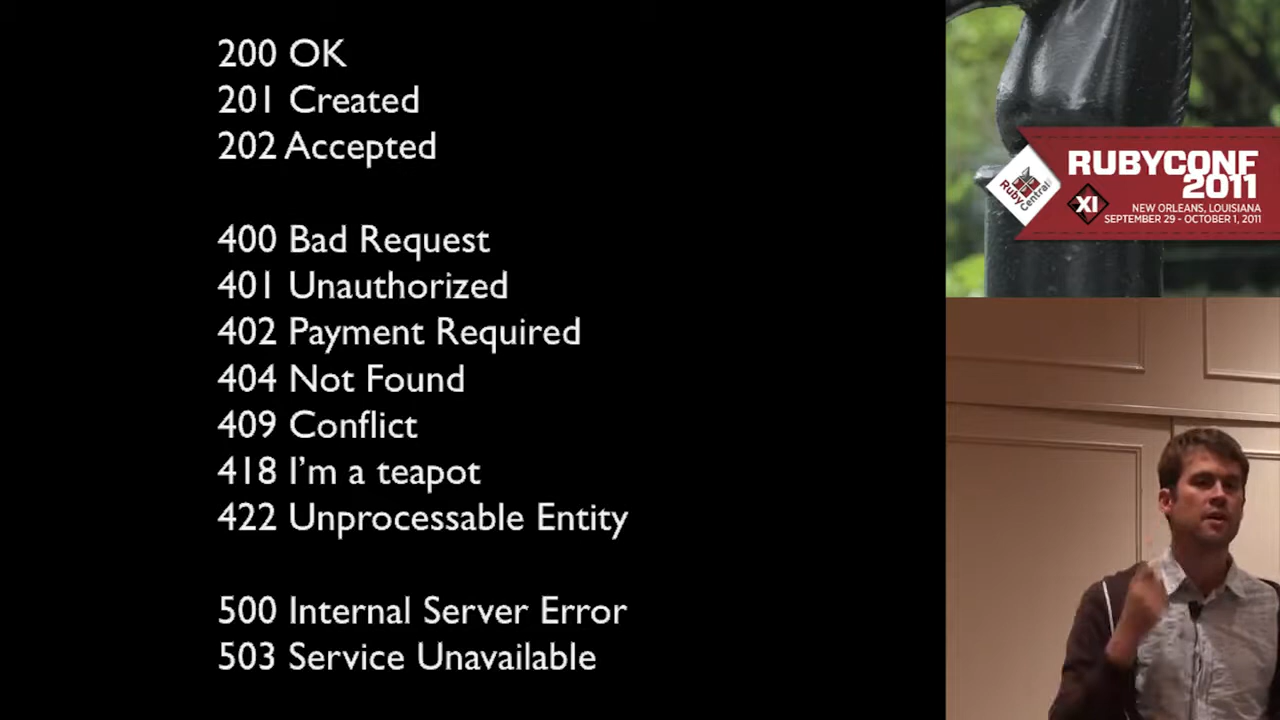 200 OK
201 Created
202 Accepted
400 Bad Request
401 Unauthorized
402 Payment Required
404 Not Found
409 Conflict
418 I'm a teapot
422 Unprocessable Entity
500 Internal Server Error
503 Service Unavailable
RubyCentral
XI
RUBYCONF
2011
NEW ORLEANS, LOUISIANA
SEPTEMBER 29 - OCTOBER 1, 2011